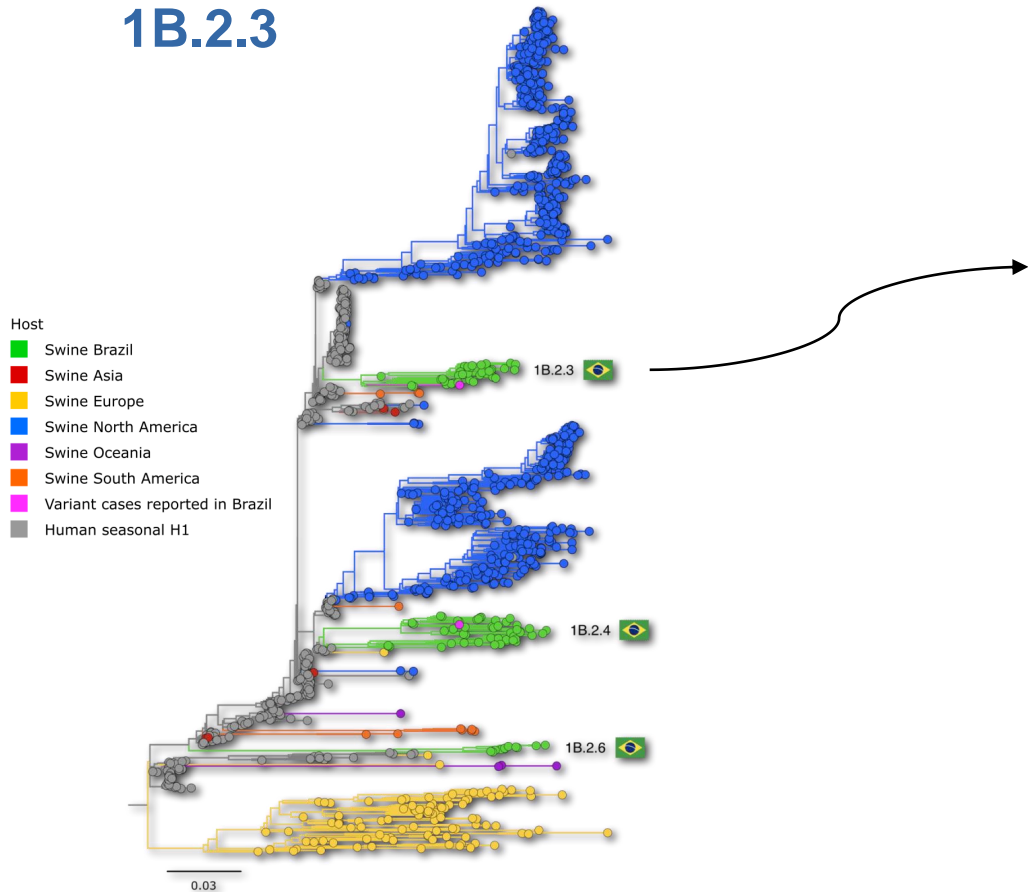 1B.2.3
Host
Swine Brazil
Swine Asia
Swine Europe
Swine North America
Swine Oceania
Swine South America
Variant cases reported in Brazil
Human seasonal H1
1B.2.3
1B.2.4
1B.2.6
0.03